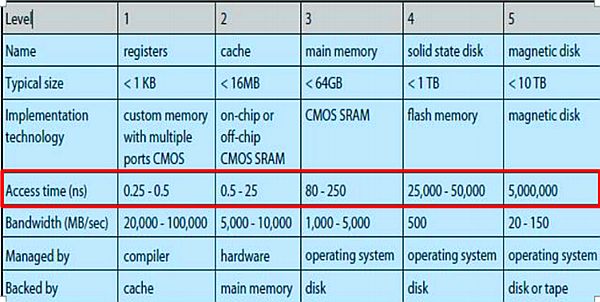 Level 1 2 3 4 5
Name registers cache main memory solid state disk magnetic disk
Typical size < 1 KB < 16MB < 64GB < 1 TB < 10 TB
Implementation custom memory on-chip or CMOS SRAM flash memory magnetic disk
technology with multiple off-chip
ports CMOS CMOS SRAM
Access time (ns) 0.25 - 0.5 0.5 - 25 80 - 250 25,000 - 50,000 5,000,000
Bandwidth (MB/sec) 20,000 - 100,000 5,000 - 10,000 1,000 - 5,000 500 20 - 150
Managed by compiler hardware operating system operating system operating system
Backed by cache main memory disk disk disk or tape